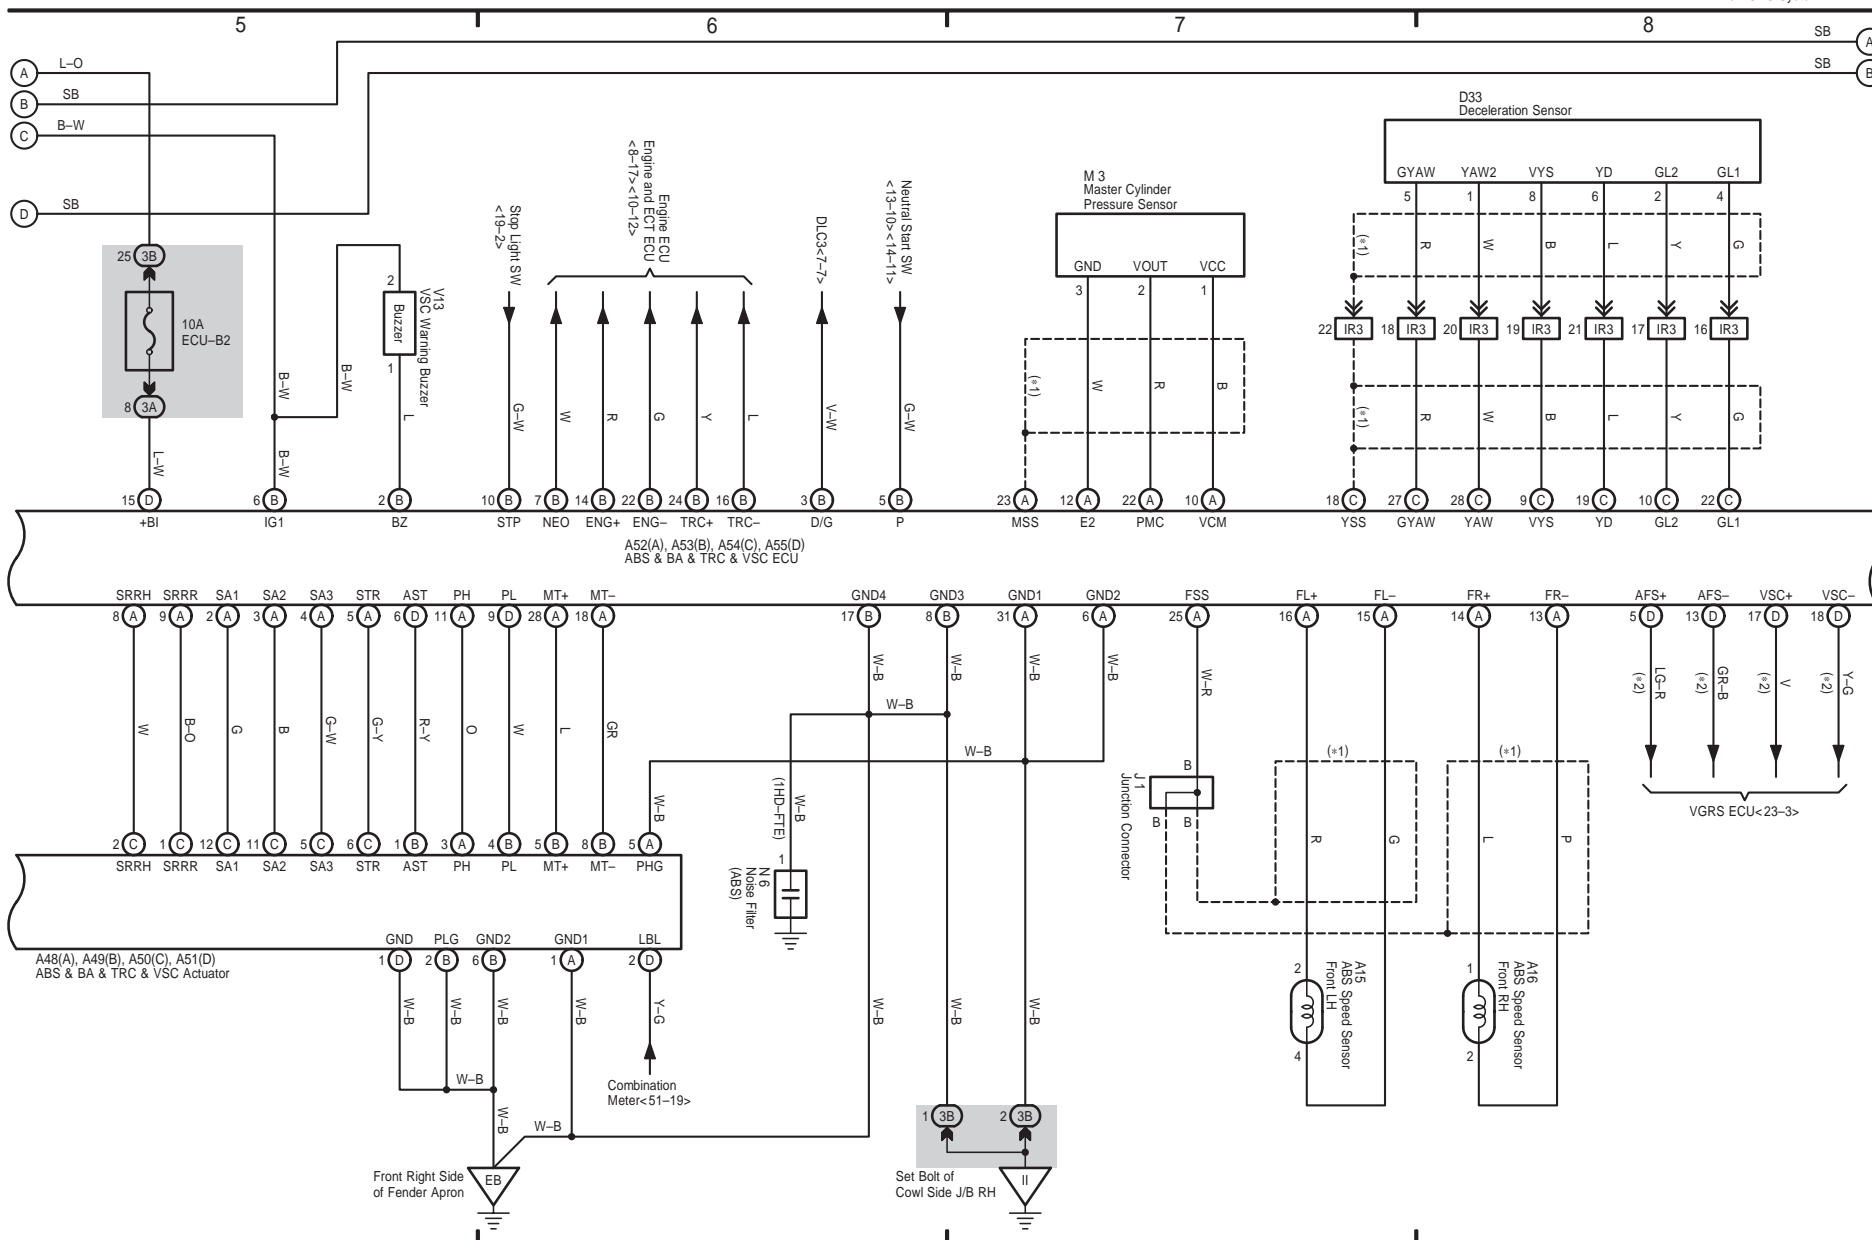 5 6 7 8
SB A
A L–O
SB B
B SB
C B–W
D SB
D33
Deceleration Sensor
GYAW YAW2 VYS YD GL2 GL1
5 1 8 6 2 4
M 3
Master Cylinder
Pressure Sensor
GND VOUT VCC
3 2 1
Stop Light SW
<19–2>
Engine ECU
Engine and ECT ECU
<8–17><10–12>
DLC3<7–7>
Neutral Start SW
<13–10><14–11>
25 3B
10A
ECU–B2
8 3A
2
Buzzer
V13
VSC Warning Buzzer
1
(*1) R W B L Y G
22 IR3 18 IR3 20 IR3 19 IR3 21 IR3 17 IR3 16 IR3
B–W B–W
L–W B–W L G–W W R G Y L V–W G–W (*1) W R B (*1) R W B L Y G
15 D 6 B 2 B 10 B 7 B 14 B 22 B 24 B 16 B 3 B 5 B 23 A 12 A 22 A 10 A 18 C 27 C 28 C 9 C 19 C 10 C 22 C
+BI IG1 BZ STP NEO ENG+ ENG– TRC+ TRC– D/G P MSS E2 PMC VCM YSS GYAW YAW VYS YD GL2 GL1
A52(A), A53(B), A54(C), A55(D)
ABS & BA & TRC & VSC ECU
SRRH SRRR SA1 SA2 SA3 STR AST PH PL MT+ MT– GND4 GND3 GND1 GND2 FSS FL+ FL– FR+ FR– AFS+ AFS– VSC+ VSC–
8 A 9 A 2 A 3 A 4 A 5 A 6 D 11 A 9 D 28 A 18 A 17 B 8 B 31 A 6 A 25 A 16 A 15 A 14 A 13 A 5 D 13 D 17 D 18 D
W–B W–B W–B W–B W–R LG–R (*2) GR–B (*2) V (*2) Y–G (*2)
W B–O G B G–W G–Y R–Y O W L GR
W–B
W–B
(*1) (*1)
W–B W–B
(1HD–FTE)
B
J 1
Junction Connector
B B
VGRS ECU<23–3>
R G L P
2 C 1 C 12 C 11 C 5 C 6 C 1 B 3 A 4 B 5 B 8 B 5 A
SRRH SRRR SA1 SA2 SA3 STR AST PH PL MT+ MT– PHG
1
N 6
Noise Filter
(ABS)
GND PLG GND2 GND1 LBL
1 D 2 B 6 B 1 A 2 D
A48(A), A49(B), A50(C), A51(D)
ABS & BA & TRC & VSC Actuator
2
A15
ABS Speed Sensor
Front LH
4
1
A16
ABS Speed Sensor
Front RH
2
W–B W–B W–B W–B Y–G W–B W–B W–B
W–B
Combination
Meter<51–19>
W–B
W–B
1 3B 2 3B
Front Right Side
of Fender Apron
EB
Set Bolt of
Cowl Side J/B RH
II